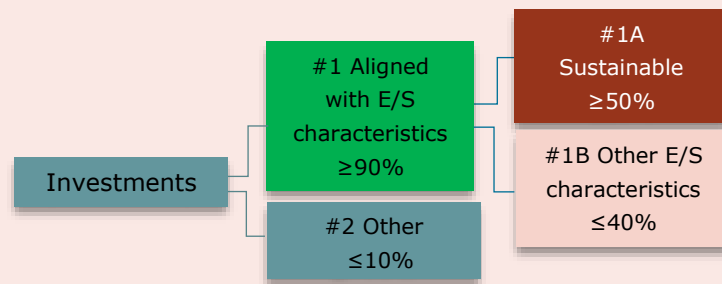 Investments
#1 Aligned
with E/S
characteristics
≥90%
#2 Other
≤10%
#1A
Sustainable
≥50%
#1B Other E/S
characteristics
≤40%